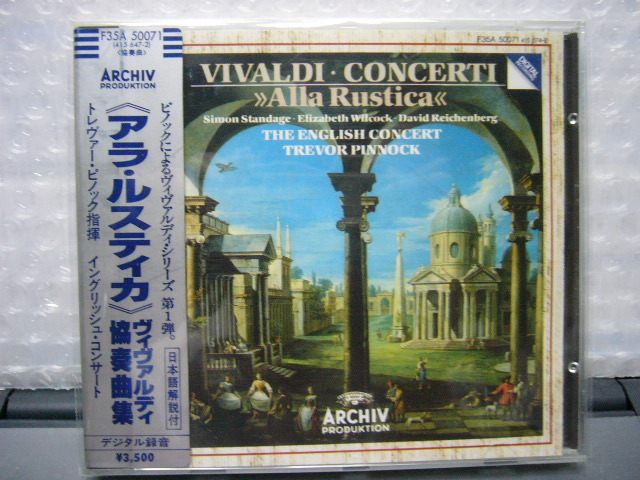 F35A 50071
(415 647-2)
〈協奏曲〉
ARCHIV
PRODUKTION
ピノックによるヴィヴァルディシリーズ 第1弾。
《アラ・ルスティカ》
ヴィヴァルディ
協奏曲集
トレヴァー・ピノック指揮 イングリッシュ・コンサート
日本語解説付
デジタル録音
¥3,500
F35A 50071
DIGITAL
VIVALDI · CONCERTI
»Alla Rustica«
Simon Standage · Elizabeth Wilcock · David Reichenberg
THE ENGLISH CONCERT
TREVOR PINNOCK
ARCHIV
PRODUKTION